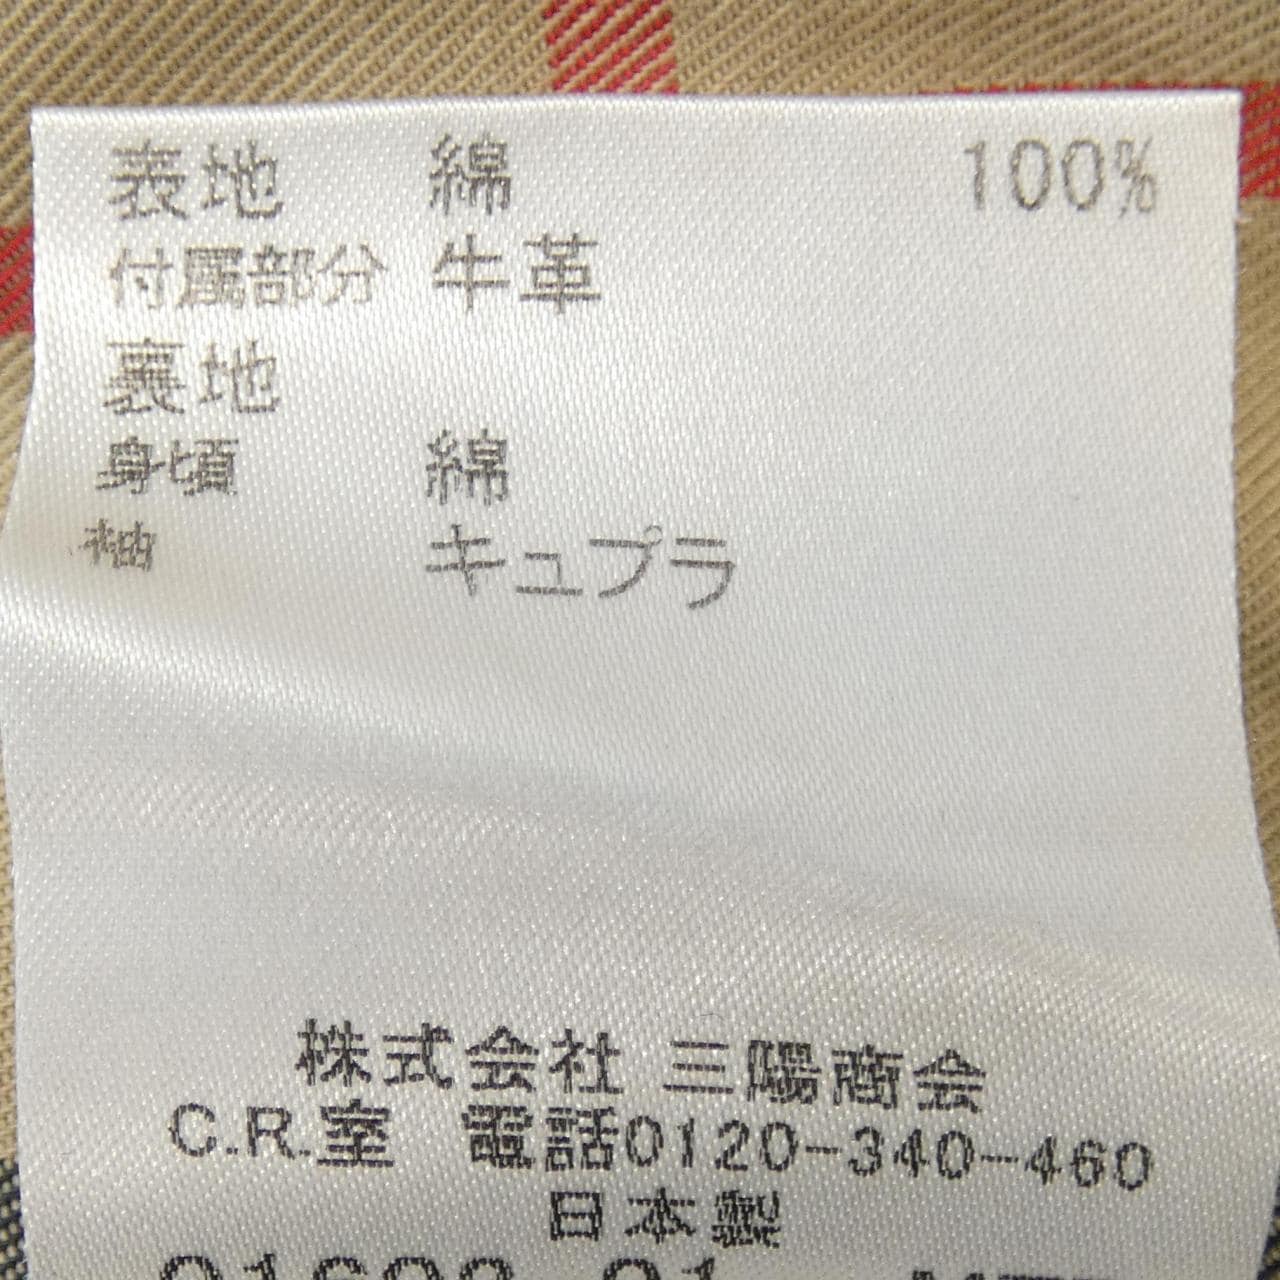 表地 綿 100%
付属部分 牛革
裏地
身頃 綿
袖 キュプラ
株式会社 三陽商会
C.R.室 電話0120-340-460
日本製